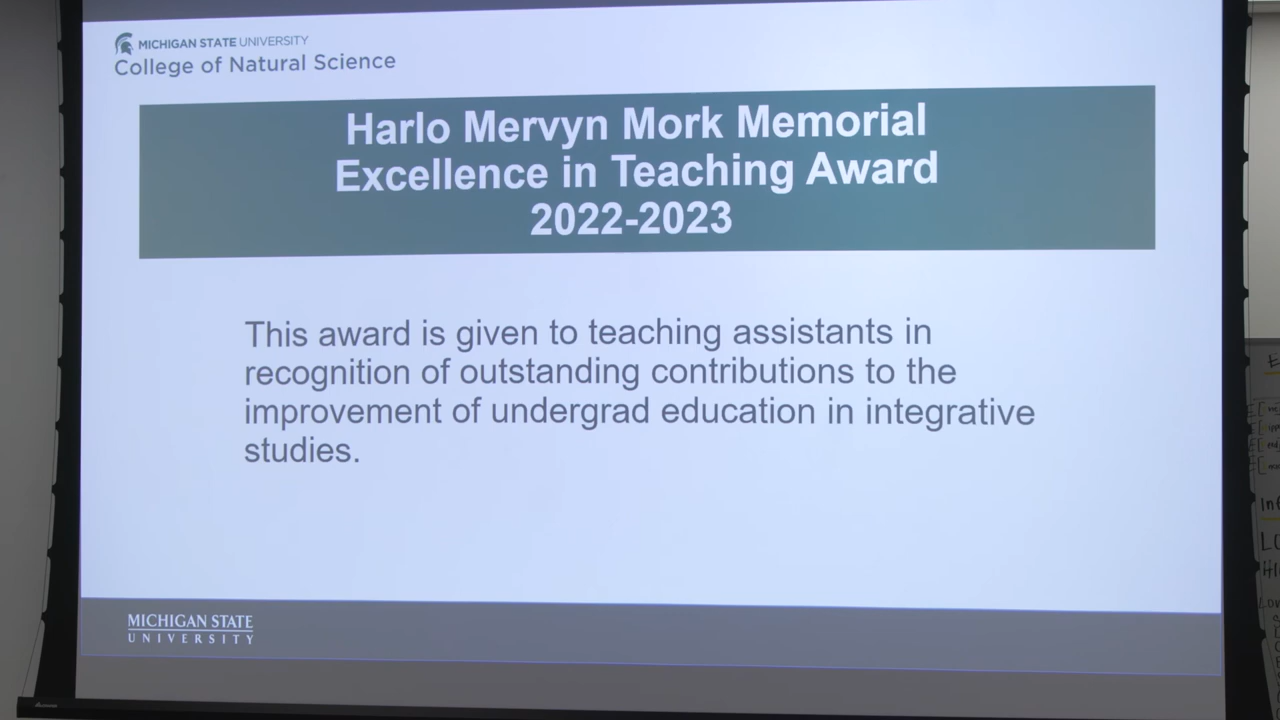 MICHIGAN STATE UNIVERSITY
College of Natural Science
Harlo Mervyn Mork Memorial
Excellence in Teaching Award
2022-2023
This award is given to teaching assistants in
recognition of outstanding contributions to the
improvement of undergrad education in integrative
studies.
MICHIGAN STATE
UNIVERSITY